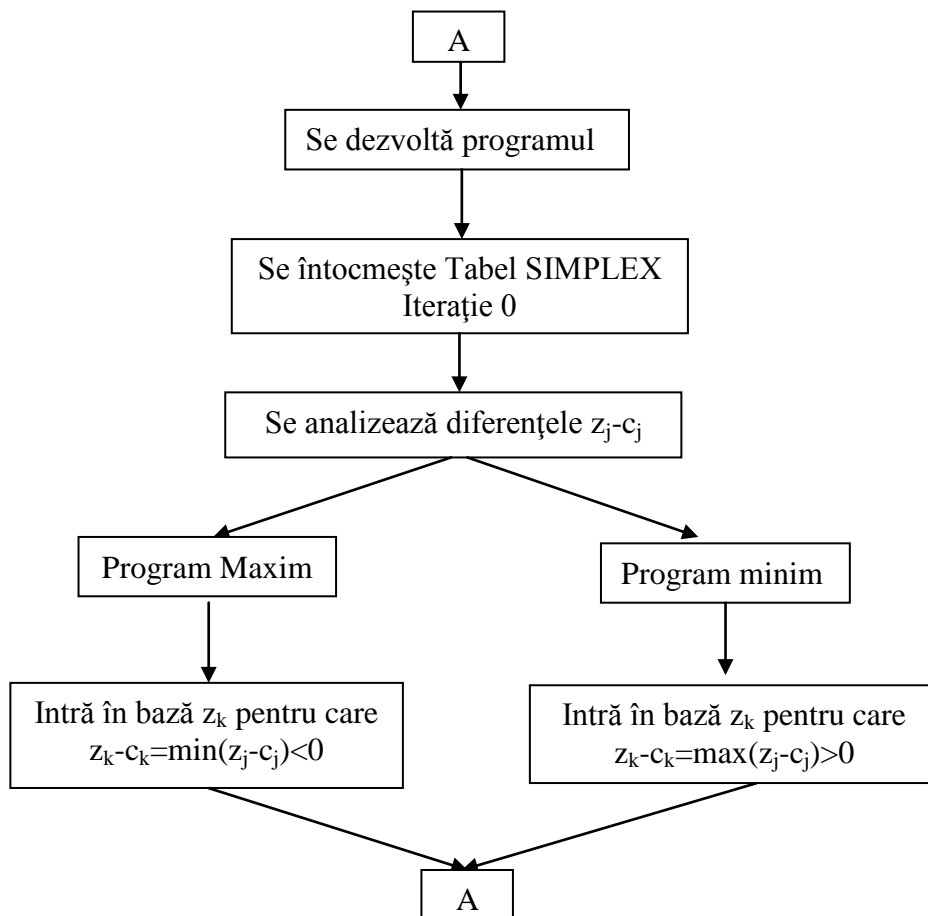 A
Se dezvoltă programul
Se întocmeşte Tabel SIMPLEX
Iteraţie 0
Se analizează diferenţele zj-cj
Program Maxim
Program minim
Intră în bază zk pentru care
zk-ck=min(zj-cj)<0
Intră în bază zk pentru care
zk-ck=max(zj-cj)>0
A